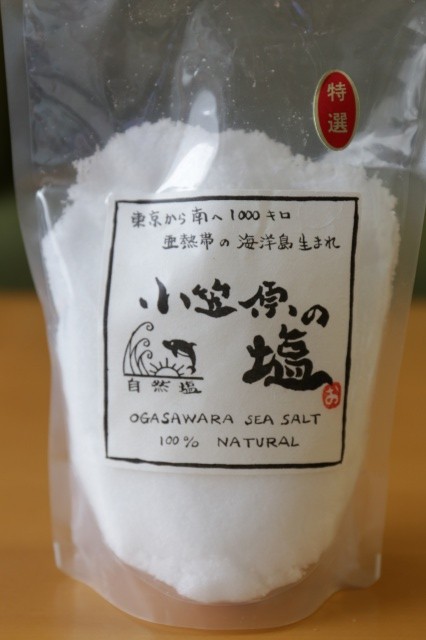 特選
東京から南へ1000キロ
亜熱帯の海洋島生まれ
小笠原の
塩
自然塩
お
OGASAWARA SEA SALT
100% NATURAL